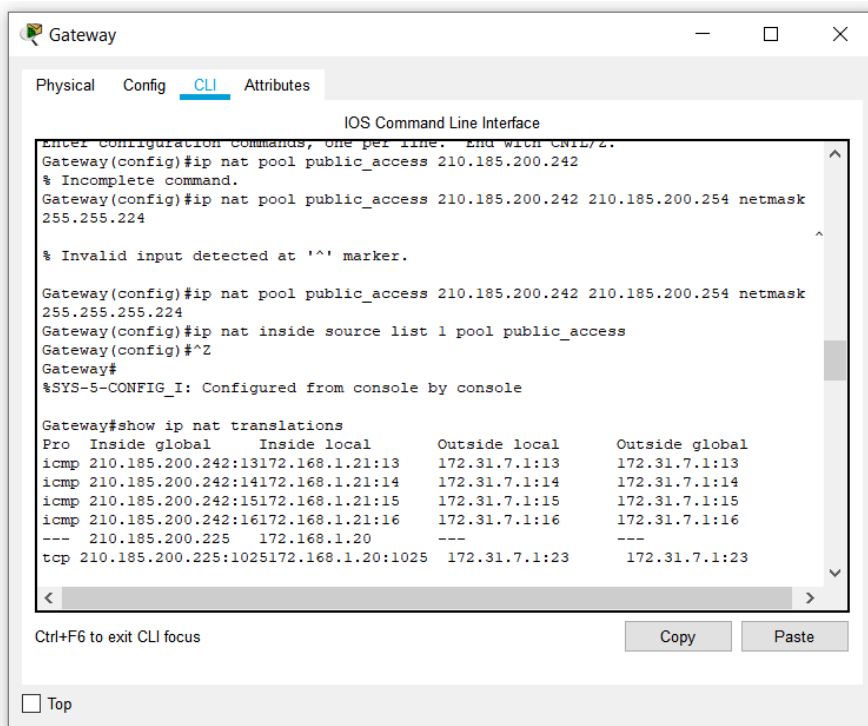 Gateway
Physical Config CLI Attributes
IOS Command Line Interface
Enter configuration commands, one per line. End with CNTL/Z.
Gateway(config)#ip nat pool public_access 210.185.200.242
% Incomplete command.
Gateway(config)#ip nat pool public_access 210.185.200.242 210.185.200.254 netmask
255.255.224
^
% Invalid input detected at '^' marker.
Gateway(config)#ip nat pool public_access 210.185.200.242 210.185.200.254 netmask
255.255.255.224
Gateway(config)#ip nat inside source list 1 pool public_access
Gateway(config)#^Z
Gateway#
%SYS-5-CONFIG_I: Configured from console by console
Gateway#show ip nat translations
Pro Inside global Inside local Outside local Outside global
icmp 210.185.200.242:13172.168.1.21:13 172.31.7.1:13 172.31.7.1:13
icmp 210.185.200.242:14172.168.1.21:14 172.31.7.1:14 172.31.7.1:14
icmp 210.185.200.242:15172.168.1.21:15 172.31.7.1:15 172.31.7.1:15
icmp 210.185.200.242:16172.168.1.21:16 172.31.7.1:16 172.31.7.1:16
--- 210.185.200.225 172.168.1.20 --- ---
tcp 210.185.200.225:1025172.168.1.20:1025 172.31.7.1:23 172.31.7.1:23
Ctrl+F6 to exit CLI focus Copy Paste
Top